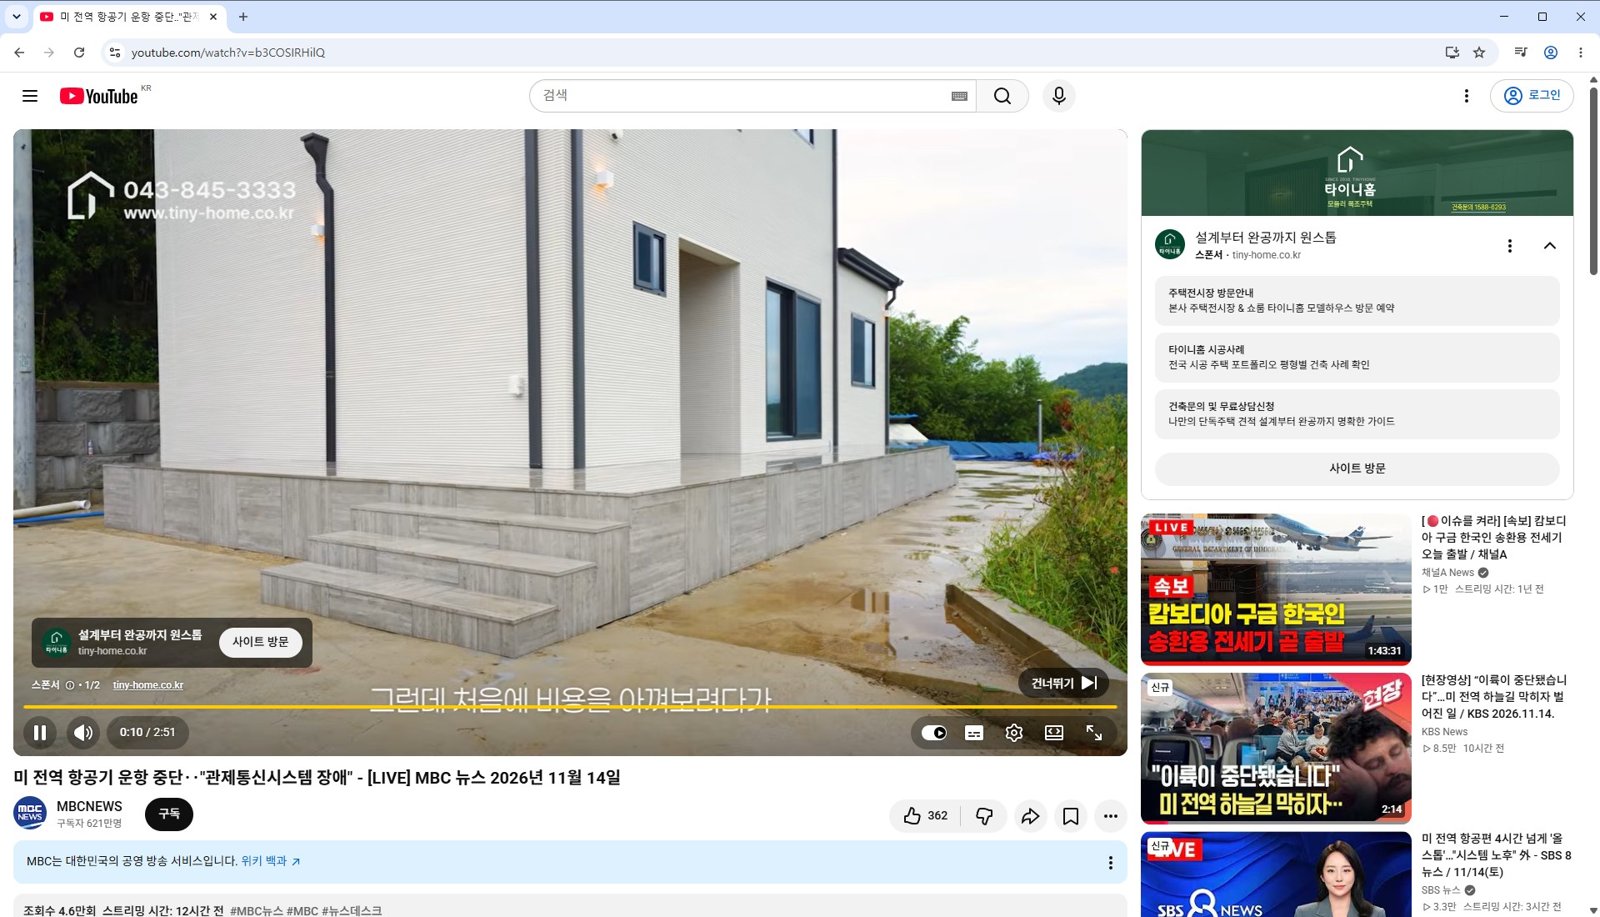 미 전역 항공기 운항 중단.."관제
youtube.com/watch?v=b3COSIRHilQ
YouTube KR
검색
로그인
043-845-3333
www.tiny-home.co.kr
설계부터 완공까지 원스톱
tiny-home.co.kr
사이트 방문
스폰서 · 1/2 tiny-home.co.kr
건너뛰기
그런데 처음에 비용을 아껴보려다가
0:10 / 2:51
미 전역 항공기 운항 중단‥"관제통신시스템 장애" - [LIVE] MBC 뉴스 2026년 11월 14일
MBC NEWS
MBCNEWS
구독자 621만명
구독
362
MBC는 대한민국의 공영 방송 서비스입니다. 위키 백과
조회수 4.6만회 스트리밍 시간: 12시간 전 #MBC뉴스 #MBC #뉴스데스크
타이니홈
모듈러 목조주택
건축문의 1588-6293
타이니홈
설계부터 완공까지 원스톱
스폰서 · tiny-home.co.kr
주택전시장 방문안내
본사 주택전시장 & 쇼룸 타이니홈 모델하우스 방문 예약
타이니홈 시공사례
전국 시공 주택 포트폴리오 평형별 건축 사례 확인
건축문의 및 무료상담신청
나만의 단독주택 견적 설계부터 완공까지 명확한 가이드
사이트 방문
LIVE
속보
캄보디아 구금 한국인
송환용 전세기 곧 출발
1:43:31
[🔴이슈를 켜라] [속보] 캄보디
아 구금 한국인 송환용 전세기
오늘 출발 / 채널A
채널A News
1만 스트리밍 시간: 1년 전
신규
현장
"이륙이 중단됐습니다"
미 전역 하늘길 막히자…
2:14
[현장영상] “이륙이 중단됐습니
다”…미 전역 하늘길 막히자 벌
어진 일 / KBS 2026.11.14.
KBS News
8.5만 10시간 전
신규
LIVE
SBS 8 NEWS
미 전역 항공편 4시간 넘게 '올
스톱'…"시스템 노후" 外 - SBS 8
뉴스 / 11/14(토)
SBS 뉴스
3.3만 스트리밍 시간: 3시간 전